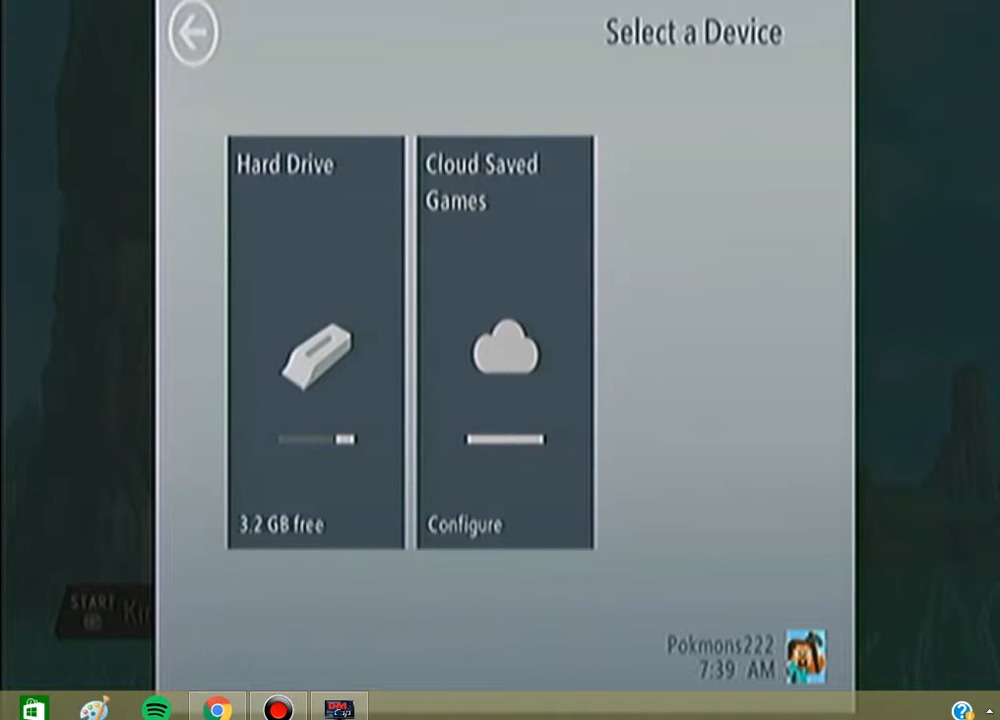 Select a Device
Hard Drive
Cloud Saved
Games
3.2 GB free
Configure
START
Pokmons222
7:39 AM